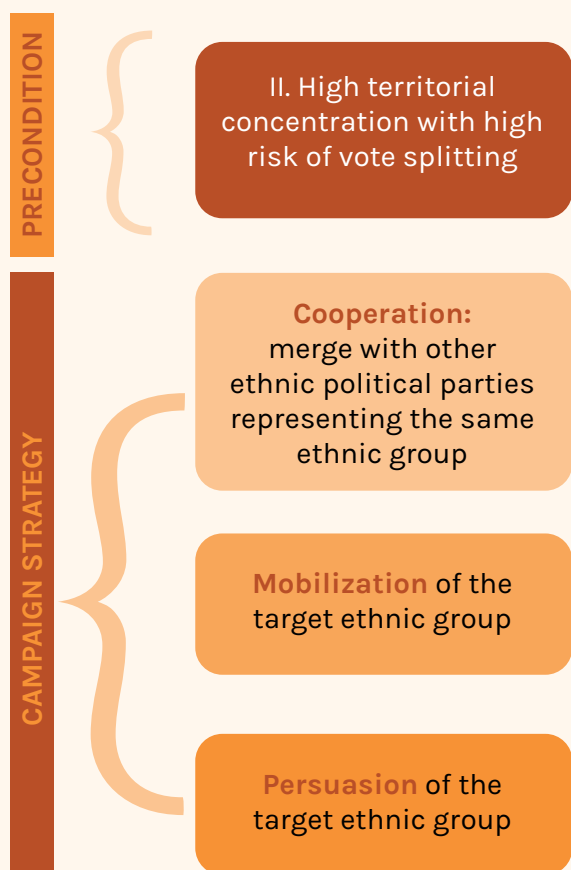 PRECONDITION
II. High territorial
concentration with high
risk of vote splitting
CAMPAIGN STRATEGY
Cooperation:
merge with other
ethnic political parties
representing the same
ethnic group
Mobilization of the
target ethnic group
Persuasion of the
target ethnic group